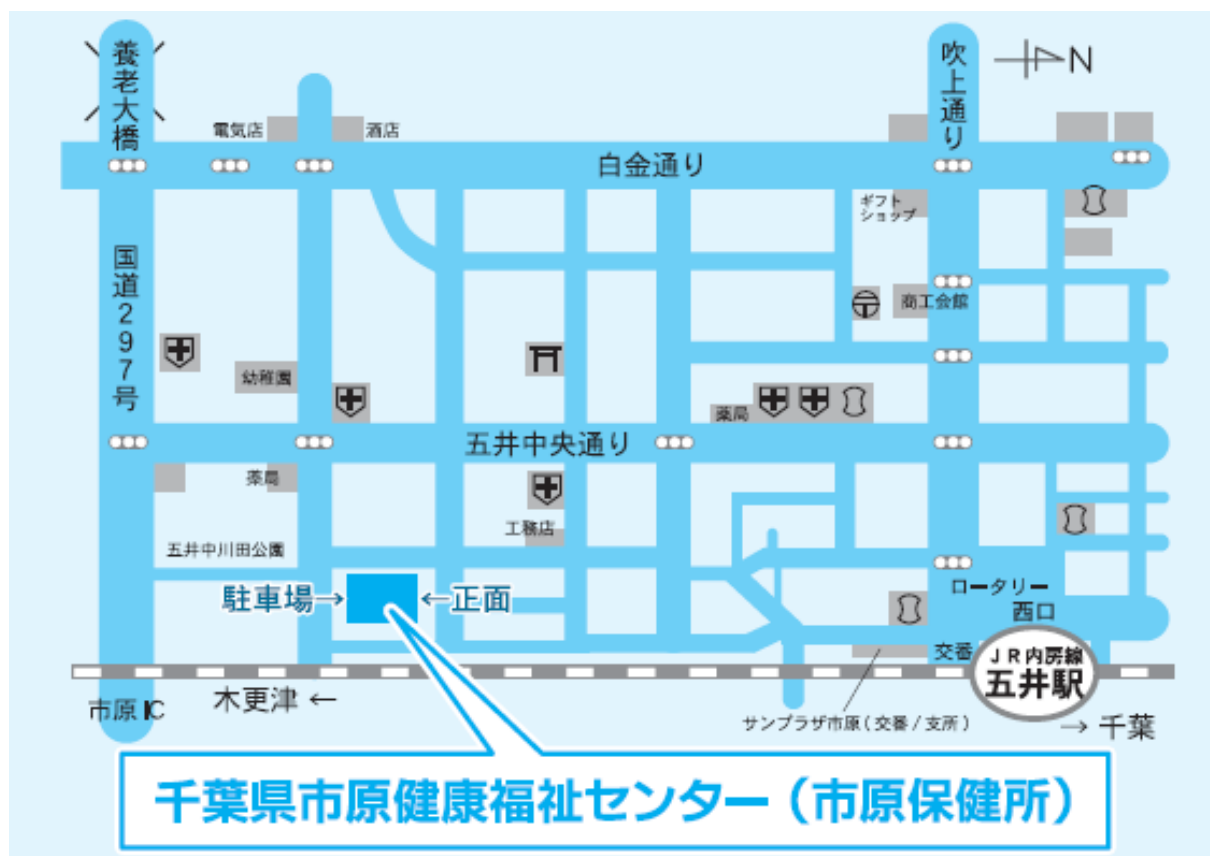 養老大橋
吹上通り
N
電気店
酒店
白金通り
ギフト
ショップ
国道297号
商工会館
幼稚園
薬局
五井中央通り
薬局
工務店
五井中川田公園
ロータリー
駐車場→
←正面
西口
交番
JR内房線
五井駅
市原IC
木更津 ←
サンプラザ市原(交番/支所)
→ 千葉
千葉県市原健康福祉センター(市原保健所)